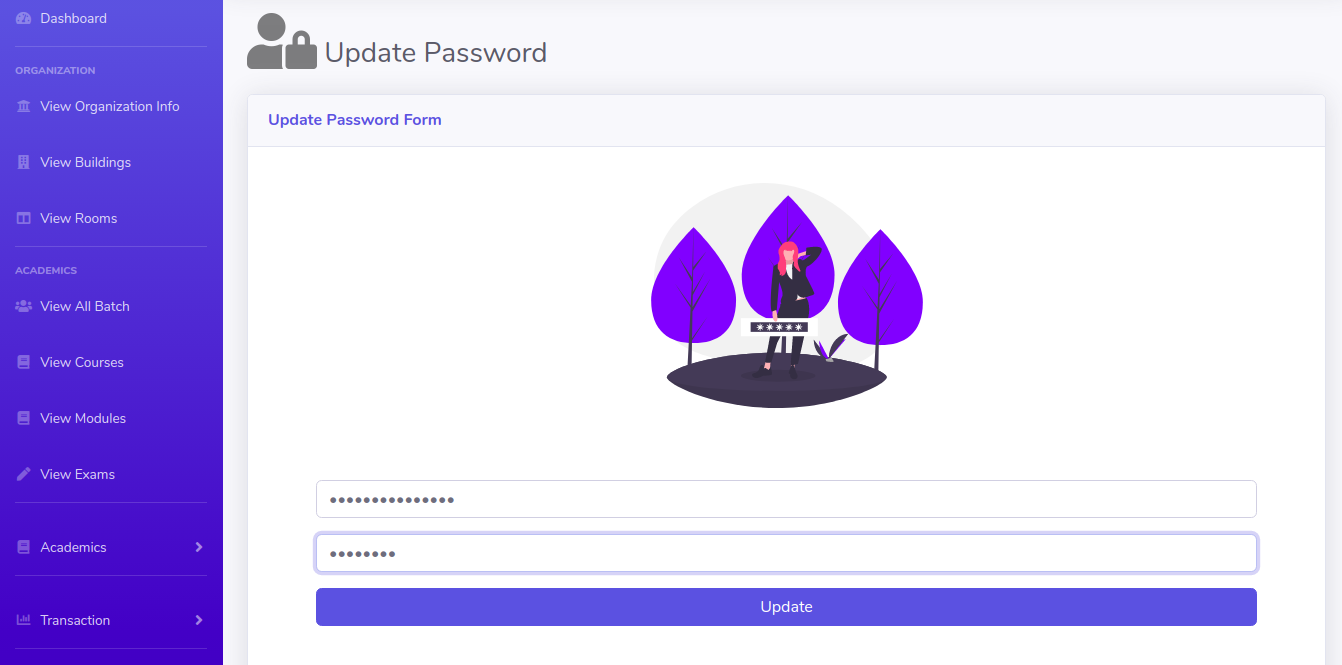 Dashboard
ORGANIZATION
View Organization Info
View Buildings
View Rooms
ACADEMICS
View All Batch
View Courses
View Modules
View Exams
Academics
Transaction
Update Password
Update Password Form
•••••••••••••••
••••••••
Update